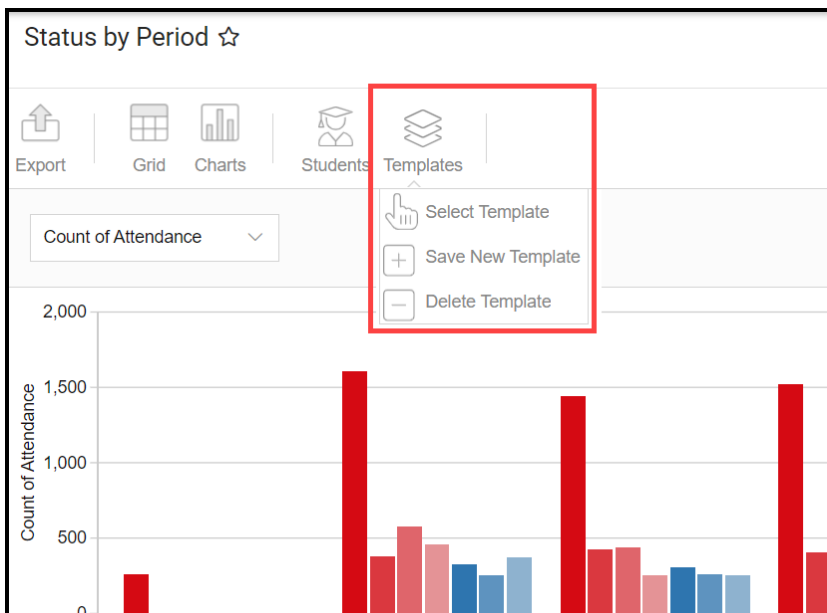 Status by Period
Export
Grid
Charts
Students
Templates
Select Template
Save New Template
Delete Template
Count of Attendance
2,000
1,500
1,000
500
0
Count of Attendance